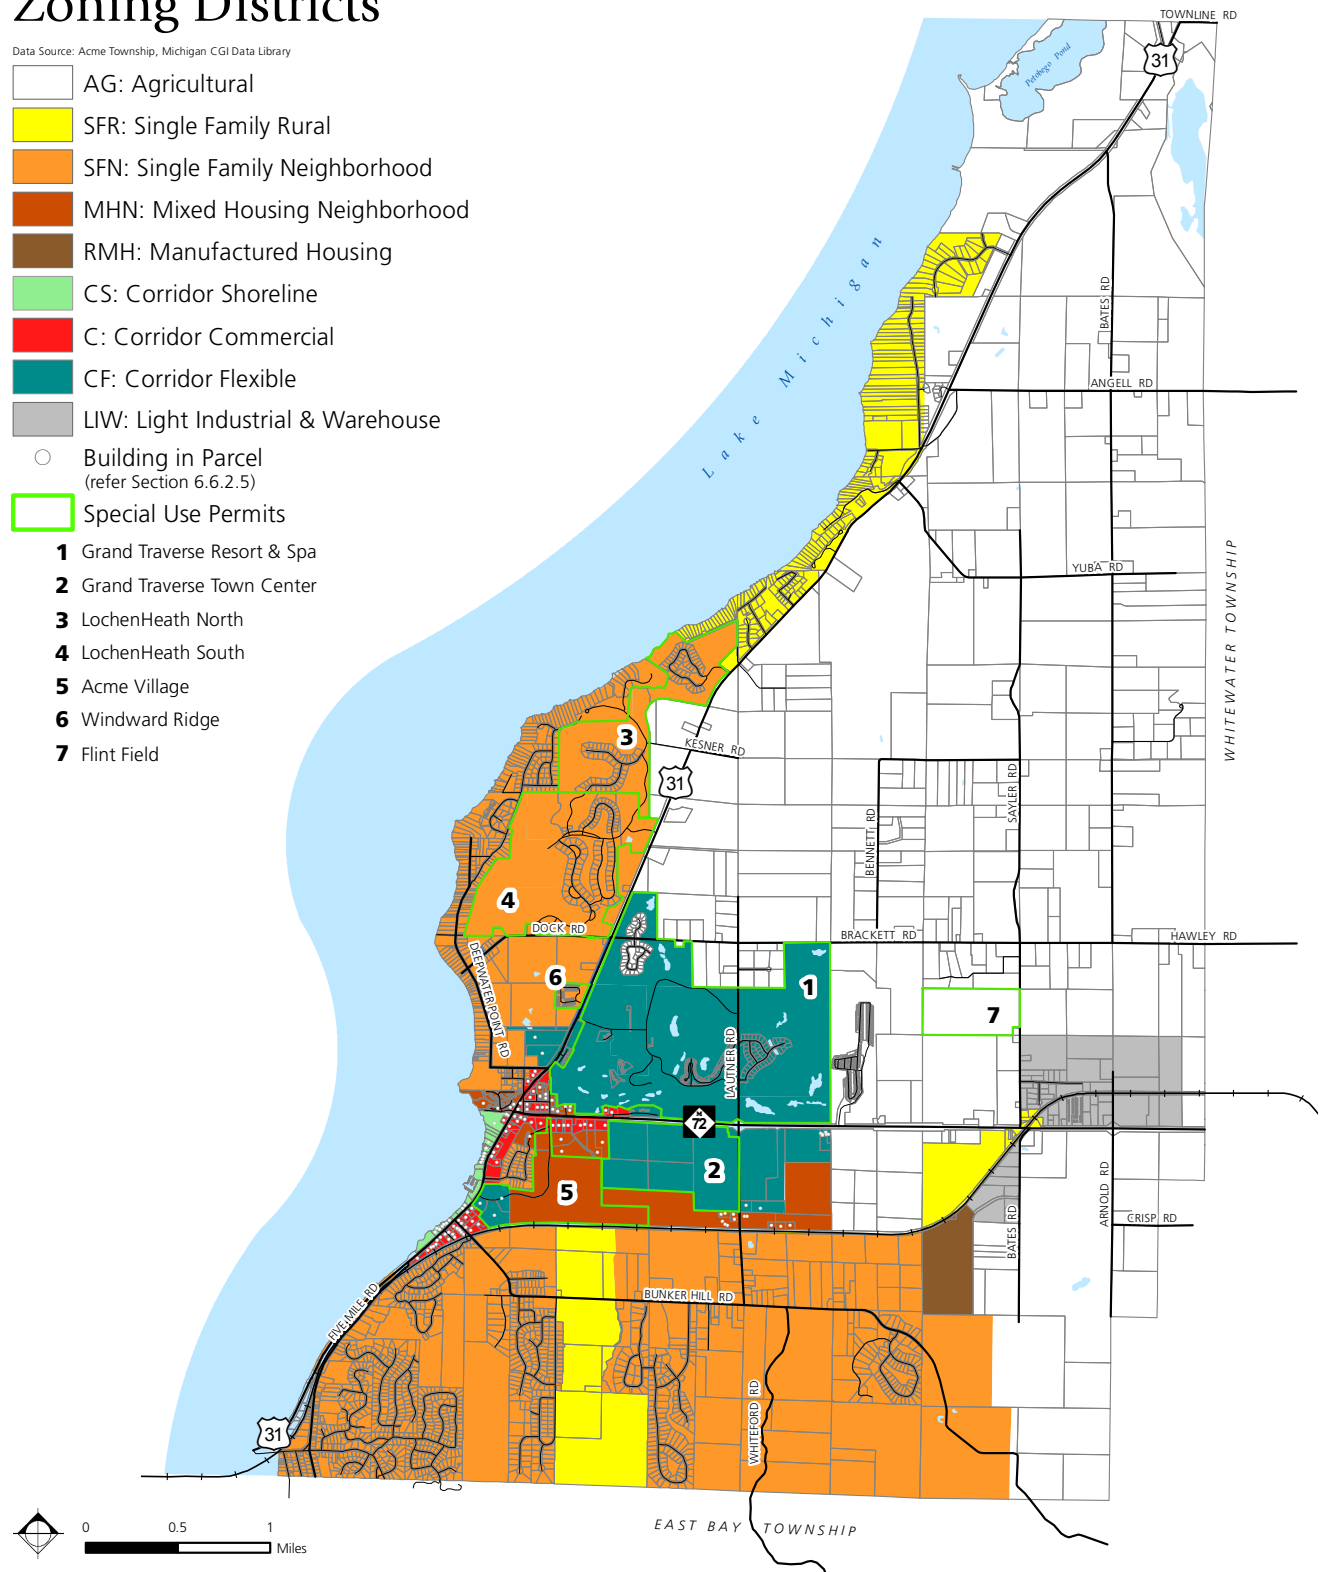 Zoning Districts
Data Source: Acme Township, Michigan CGI Data Library
AG: Agricultural
SFR: Single Family Rural
SFN: Single Family Neighborhood
MHN: Mixed Housing Neighborhood
RMH: Manufactured Housing
CS: Corridor Shoreline
C: Corridor Commercial
CF: Corridor Flexible
LIW: Light Industrial & Warehouse
Building in Parcel
(refer Section 6.6.2.5)
Special Use Permits
1 Grand Traverse Resort & Spa
2 Grand Traverse Town Center
3 LochenHeath North
4 LochenHeath South
5 Acme Village
6 Windward Ridge
7 Flint Field
TOWNLINE RD
31
Petobego Pond
Lake Michigan
BATES RD
ANGELL RD
YUBA RD
WHITEWATER TOWNSHIP
3
KESNER RD
31
SAYLER RD
BENNETT RD
4
DOCK RD
BRACKETT RD
HAWLEY RD
DEEPWATER POINT RD
6
1
7
LAUTNER RD
M
72
2
5
ARNOLD RD
BATES RD
CRISP RD
FIVE MILE RD
BUNKER HILL RD
WHITEFORD RD
31
EAST BAY TOWNSHIP
0 0.5 1
Miles